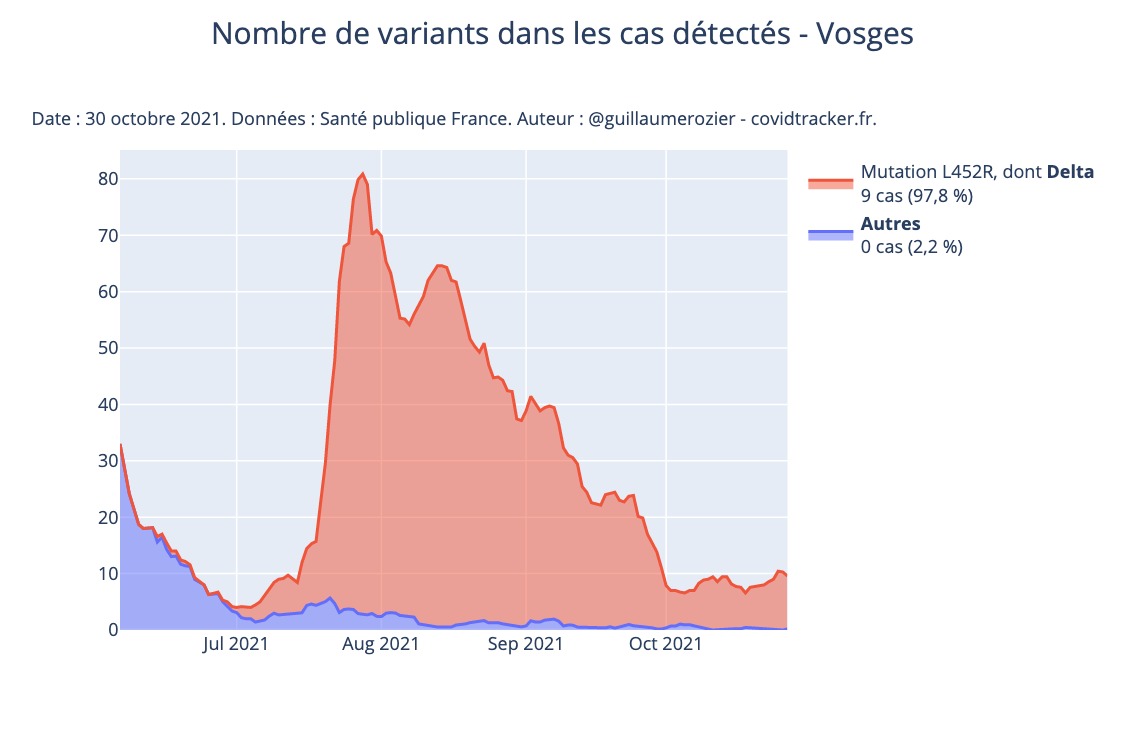 Nombre de variants dans les cas détectés - Vosges
Date : 30 octobre 2021. Données : Santé publique France. Auteur : @guillaumerozier - covidtracker.fr.
Mutation L452R, dont Delta
9 cas (97,8 %)
Autres
0 cas (2,2 %)
80
70
60
50
40
30
20
10
0
Jul 2021
Aug 2021
Sep 2021
Oct 2021